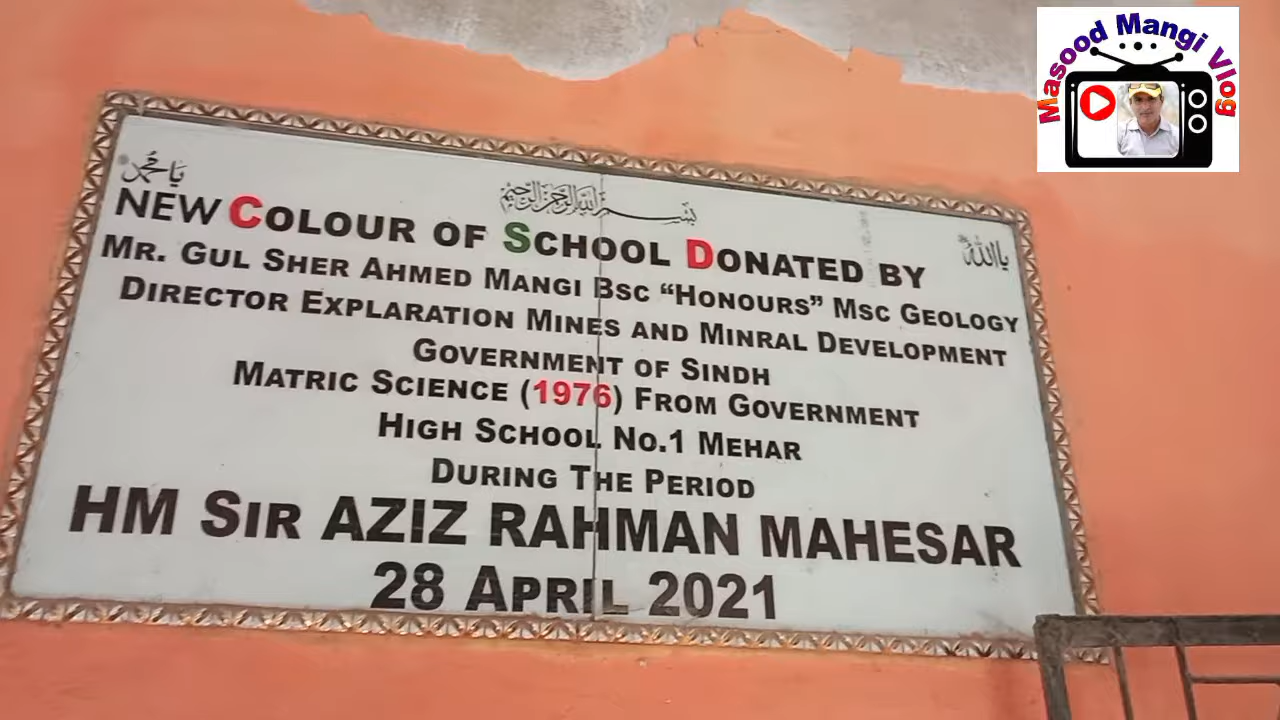 Masood Mangi Vlog
يا محمد
بسم الله الرحمن الرحيم
يا الله
NEW COLOUR OF SCHOOL DONATED BY
MR. GUL SHER AHMED MANGI BSC “HONOURS” MSC GEOLOGY
DIRECTOR EXPLARATION MINES AND MINRAL DEVELOPMENT
GOVERNMENT OF SINDH
MATRIC SCIENCE (1976) FROM GOVERNMENT
HIGH SCHOOL NO.1 MEHAR
DURING THE PERIOD
HM SIR AZIZ RAHMAN MAHESAR
28 APRIL 2021